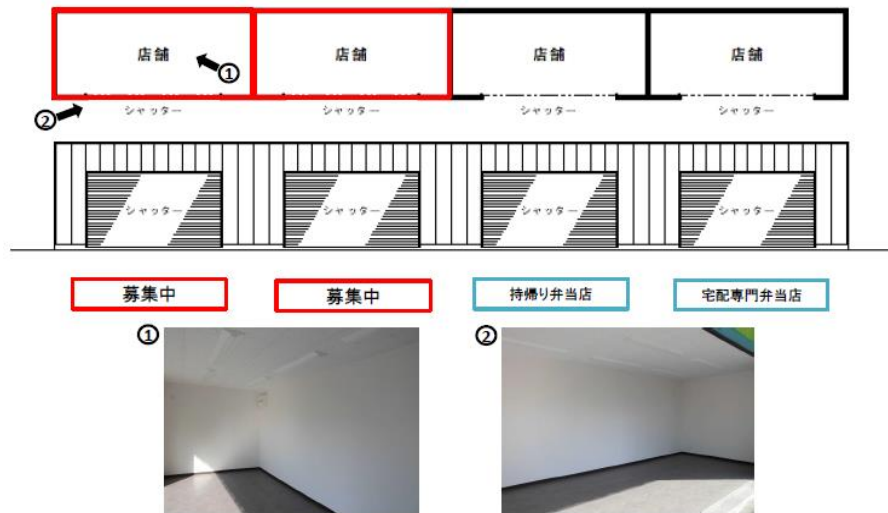 店舗 店舗 店舗 店舗
①
②
シャッター シャッター シャッター シャッター
シャッター シャッター シャッター シャッター
募集中 募集中 持帰り弁当店 宅配専門弁当店
① ②